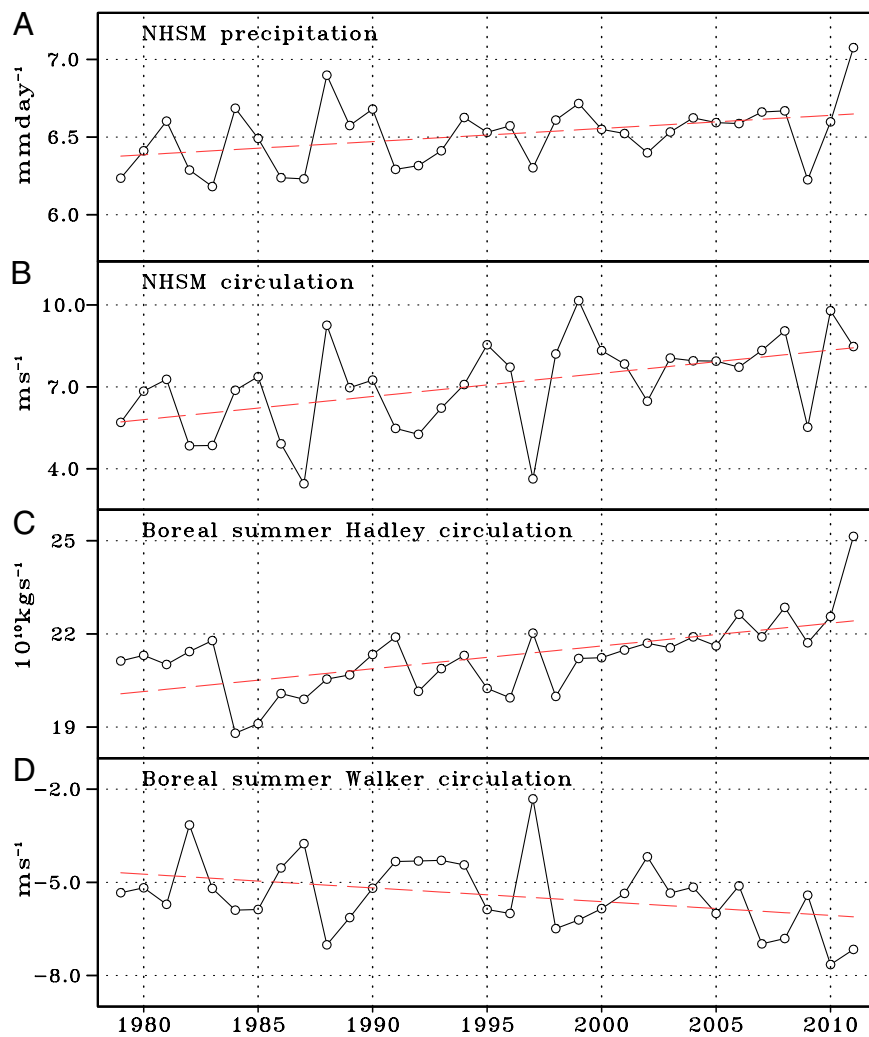 A
NHSM precipitation
7.0
6.5
6.0
mmday⁻¹
B
NHSM circulation
10.0
7.0
4.0
ms⁻¹
C
Boreal summer Hadley circulation
25
22
19
10¹⁰kgs⁻¹
D
Boreal summer Walker circulation
-2.0
-5.0
-8.0
ms⁻¹
1980 1985 1990 1995 2000 2005 2010